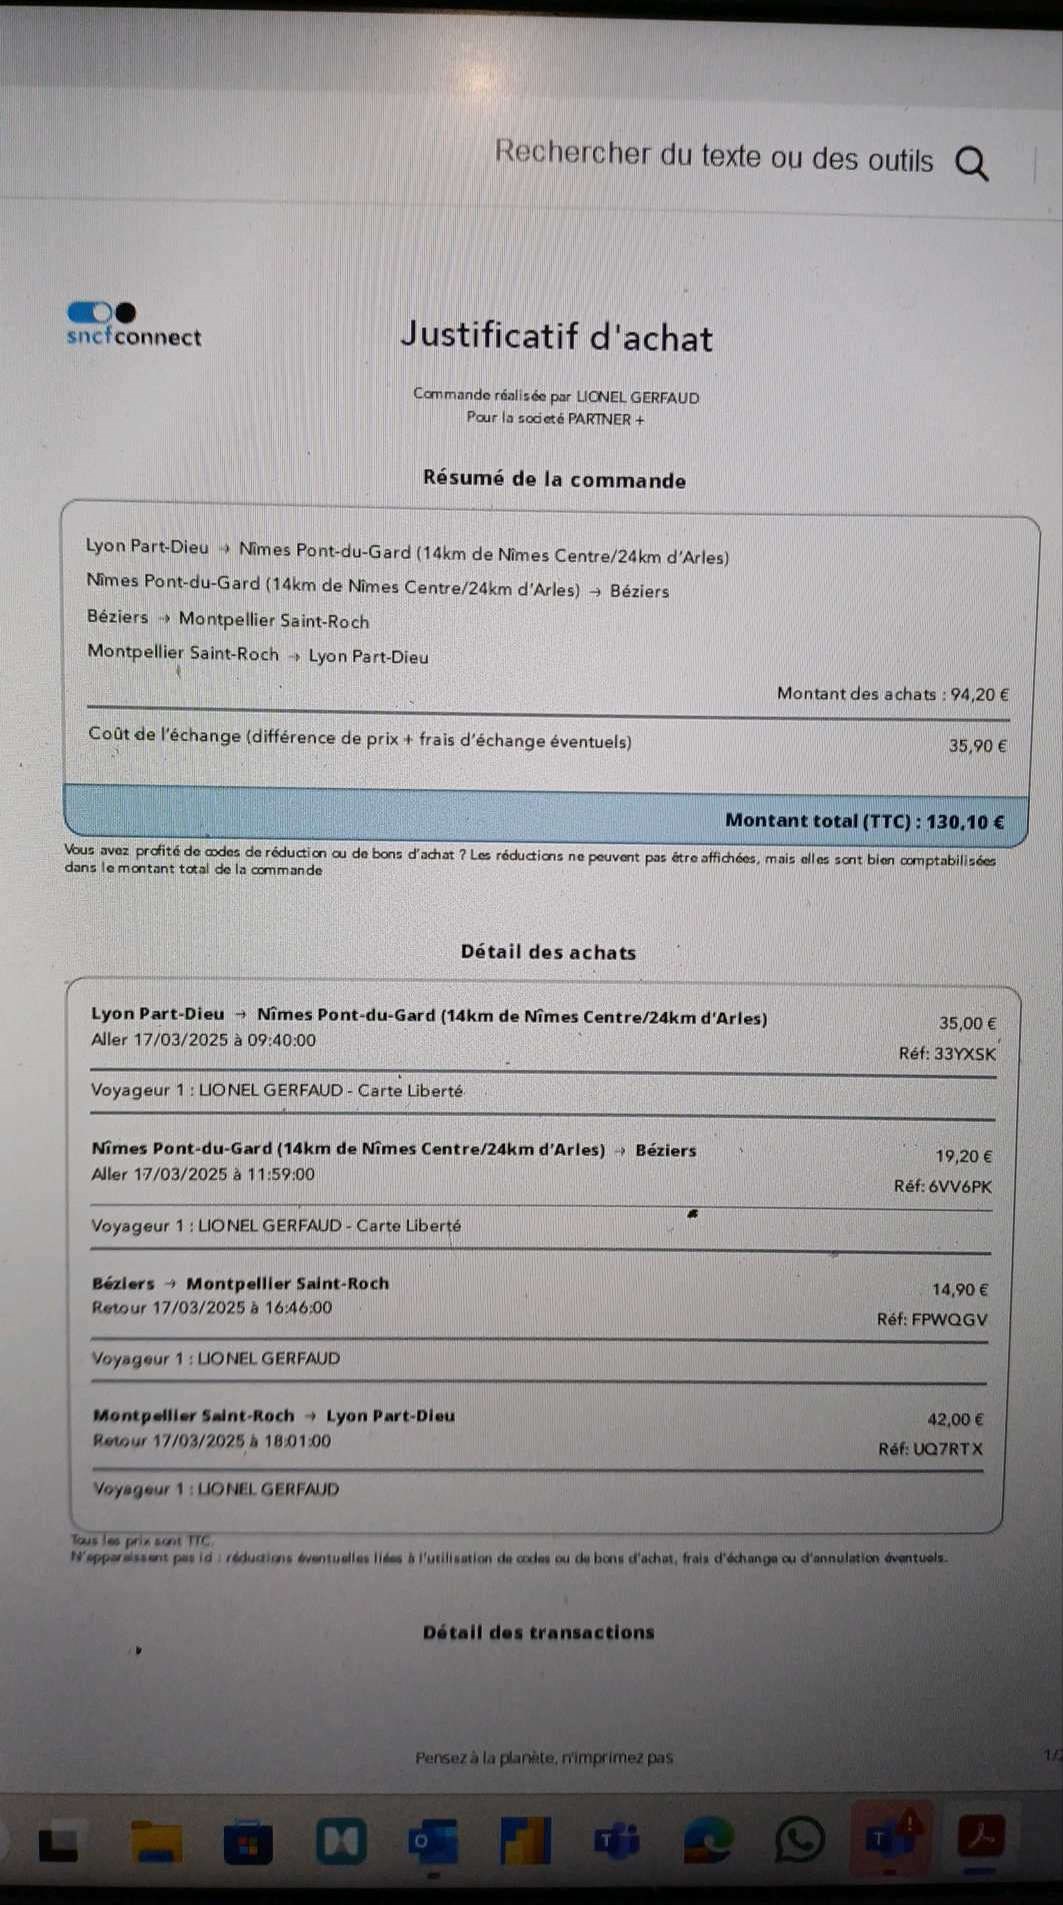 Rechercher du texte ou des outils
sncfconnect
Justificatif d'achat
Commande réalisée par LIONEL GERFAUD
Pour la societé PARTNER +
Résumé de la commande
Lyon Part-Dieu → Nîmes Pont-du-Gard (14km de Nîmes Centre/24km d'Arles)
Nîmes Pont-du-Gard (14km de Nîmes Centre/24km d'Arles) → Béziers
Béziers → Montpellier Saint-Roch
Montpellier Saint-Roch → Lyon Part-Dieu
Montant des achats : 94,20 €
Coût de l'échange (différence de prix + frais d'échange éventuels) 35,90 €
Montant total (TTC) : 130,10 €
Vous avez profité de codes de réduction ou de bons d'achat ? Les réductions ne peuvent pas être affichées, mais elles sont bien comptabilisées
dans le montant total de la commande
Détail des achats
Lyon Part-Dieu → Nîmes Pont-du-Gard (14km de Nîmes Centre/24km d'Arles) 35,00 €
Aller 17/03/2025 à 09:40:00 Réf: 33YXSK
Voyageur 1 : LIONEL GERFAUD - Carte Liberté
Nîmes Pont-du-Gard (14km de Nîmes Centre/24km d'Arles) → Béziers 19,20 €
Aller 17/03/2025 à 11:59:00 Réf: 6VV6PK
Voyageur 1 : LIONEL GERFAUD - Carte Liberté
Béziers → Montpellier Saint-Roch 14,90 €
Retour 17/03/2025 à 16:46:00 Réf: FPWQGV
Voyageur 1 : LIONEL GERFAUD
Montpellier Saint-Roch → Lyon Part-Dieu 42,00 €
Retour 17/03/2025 à 18:01:00 Réf: UQ7RTX
Voyageur 1 : LIONEL GERFAUD
Tous les prix sont TTC.
N'apparaissent pas ici : réductions éventuelles liées à l'utilisation de codes ou de bons d'achat, frais d'échange ou d'annulation éventuels.
Détail des transactions
Pensez à la planète, n'imprimez pas
1/2